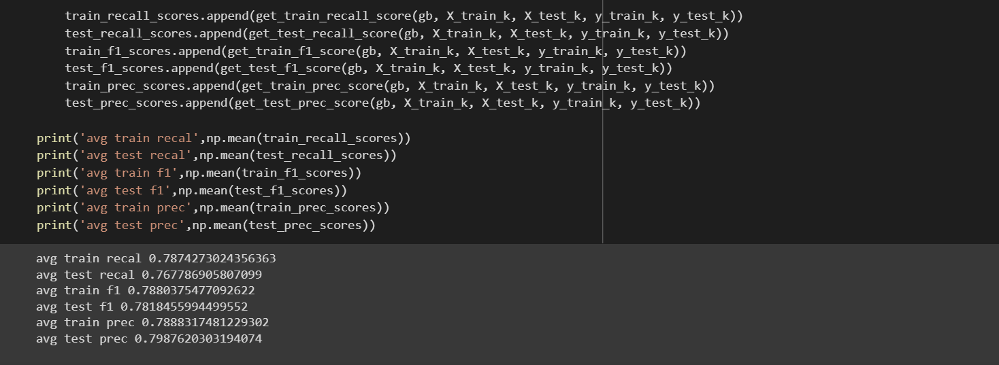 train_recall_scores.append(get_train_recall_score(gb, X_train_k, X_test_k, y_train_k, y_test_k))
test_recall_scores.append(get_test_recall_score(gb, X_train_k, X_test_k, y_train_k, y_test_k))
train_f1_scores.append(get_train_f1_score(gb, X_train_k, X_test_k, y_train_k, y_test_k))
test_f1_scores.append(get_test_f1_score(gb, X_train_k, X_test_k, y_train_k, y_test_k))
train_prec_scores.append(get_train_prec_score(gb, X_train_k, X_test_k, y_train_k, y_test_k))
test_prec_scores.append(get_test_prec_score(gb, X_train_k, X_test_k, y_train_k, y_test_k))
print('avg train recal',np.mean(train_recall_scores))
print('avg test recal',np.mean(test_recall_scores))
print('avg train f1',np.mean(train_f1_scores))
print('avg test f1',np.mean(test_f1_scores))
print('avg train prec',np.mean(train_prec_scores))
print('avg test prec',np.mean(test_prec_scores))
avg train recal 0.7874273024356363
avg test recal 0.767786905807099
avg train f1 0.7880375477092622
avg test f1 0.7818455994499552
avg train prec 0.7888317481229302
avg test prec 0.7987620303194074